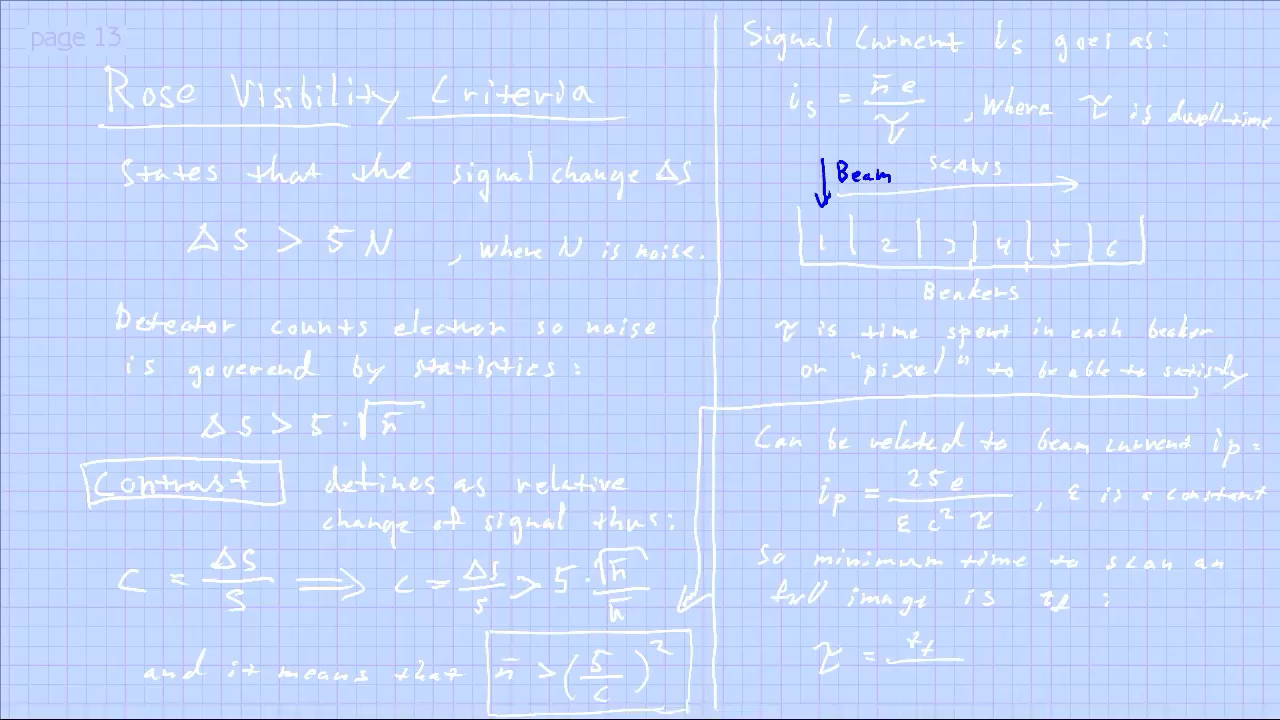 page 13
Rose Visibility Criteria
States that the signal change ΔS
ΔS > 5N , where N is noise.
Detector counts electron so noise
is goverend by statistics:
ΔS > 5·√n̄
Contrast defines as relative
change of signal thus:
C = ΔS/S ⟹ C = ΔS/S > 5·√n̄/n̄
and it means that n̄ > (5/C)²
Signal Current is goes as:
is = n̄e/τ , where τ is dwell-time
Beam scans
1 2 3 4 5 6
Beakers
τ is time spent in each beaker
or "pixel" to be able to satisfy
Can be related to beam current ip =
ip = 25e/(ε c² τ) , ε is a constant
So minimum time to scan an
full image is tf :
τ = tf/